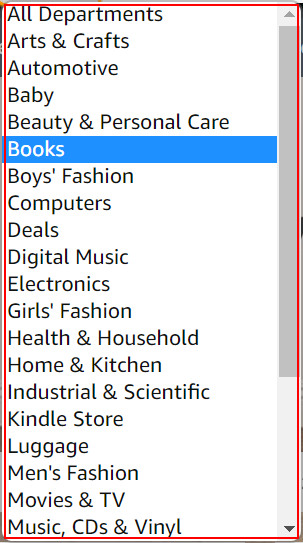 All Departments
Arts & Crafts
Automotive
Baby
Beauty & Personal Care
Books
Boys' Fashion
Computers
Deals
Digital Music
Electronics
Girls' Fashion
Health & Household
Home & Kitchen
Industrial & Scientific
Kindle Store
Luggage
Men's Fashion
Movies & TV
Music, CDs & Vinyl